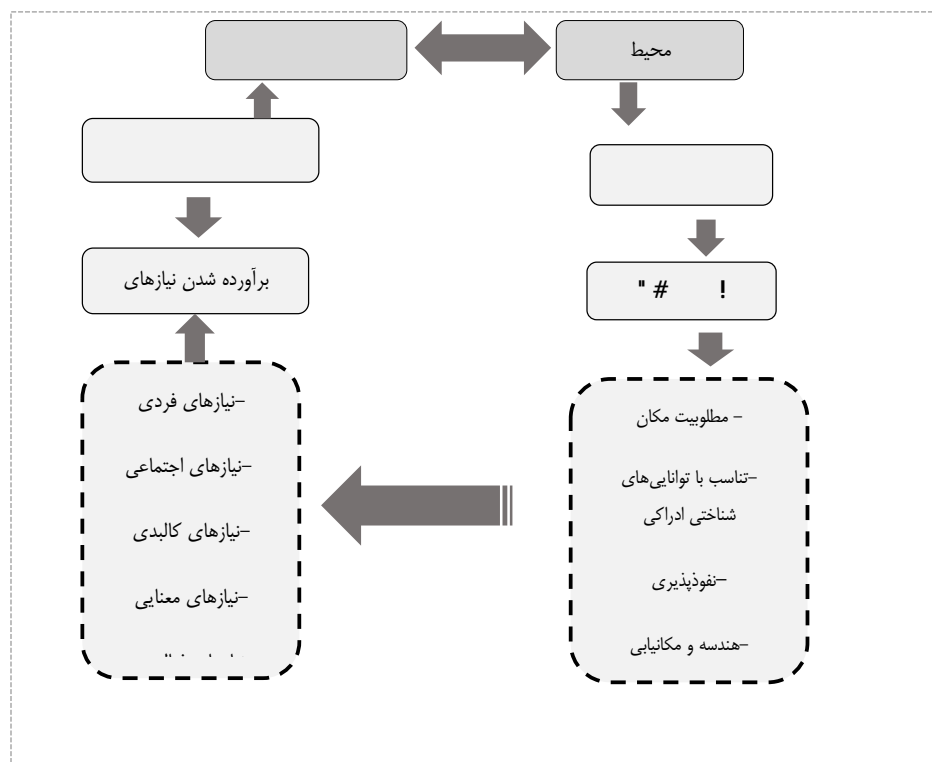 محیط
! # "
- مطلوبیت مکان
-تناسب با توانایی‌های
شناختی ادراکی
-نفوذپذیری
-هندسه و مکانیابی
برآورده شدن نیازهای
-نیازهای فردی
-نیازهای اجتماعی
-نیازهای کالبدی
-نیازهای معنایی